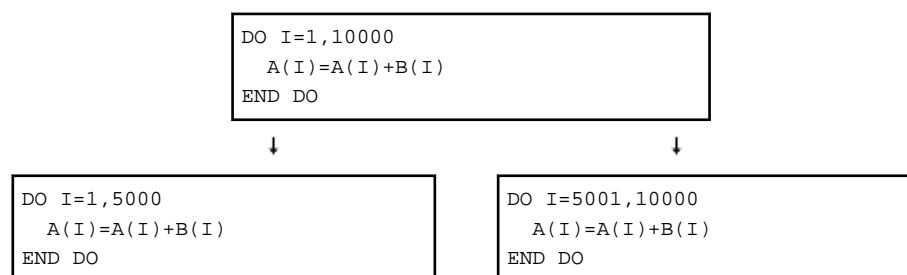 DO I=1,10000
  A(I)=A(I)+B(I)
END DO
DO I=1,5000
  A(I)=A(I)+B(I)
END DO
DO I=5001,10000
  A(I)=A(I)+B(I)
END DO